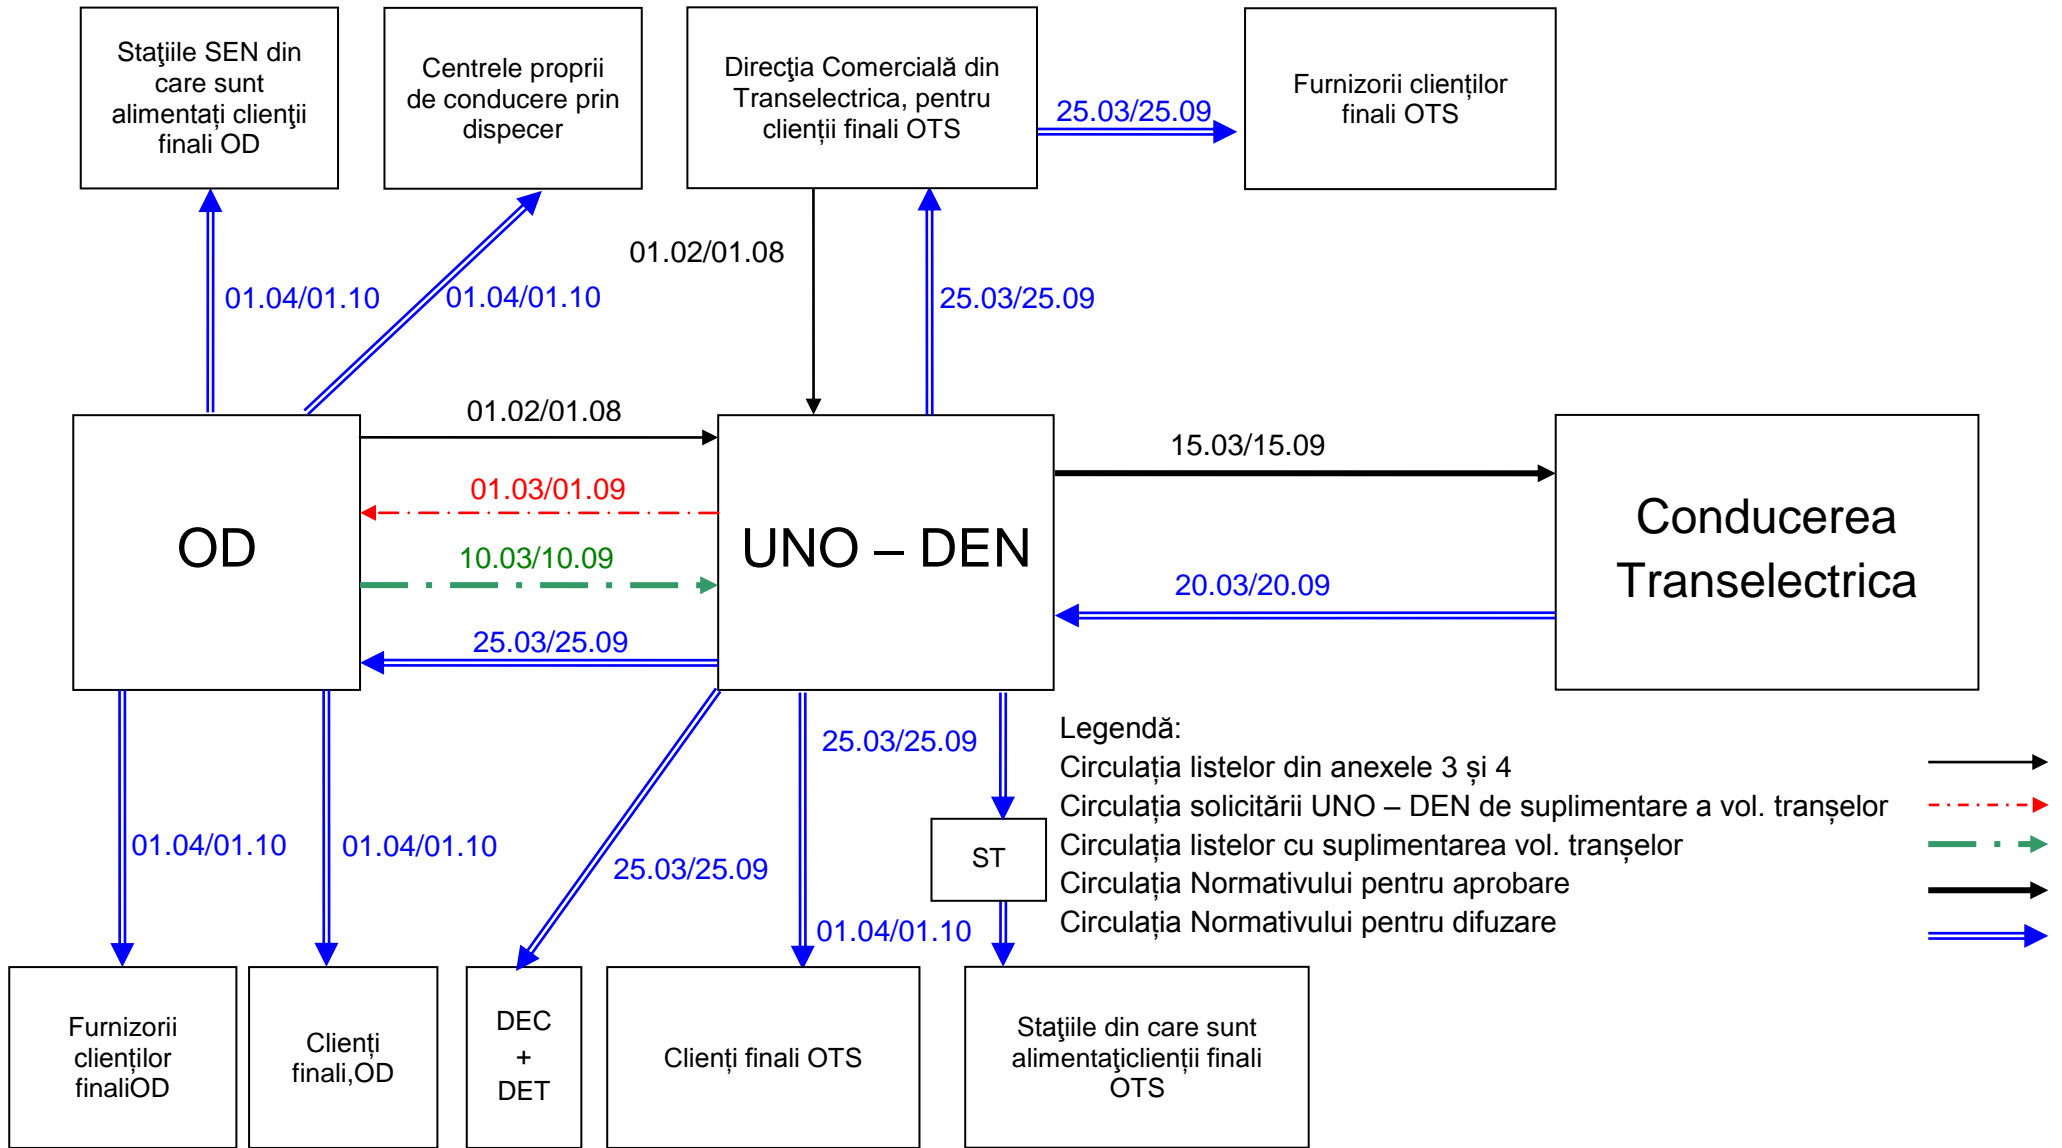 Staţiile SEN din
care sunt
alimentați clienţii
finali OD
Centrele proprii
de conducere prin
dispecer
Direcţia Comercială din
Transelectrica, pentru
clienții finali OTS
25.03/25.09
Furnizorii clienților
finali OTS
01.02/01.08
01.04/01.10
01.04/01.10
25.03/25.09
OD
01.02/01.08
01.03/01.09
10.03/10.09
25.03/25.09
UNO – DEN
15.03/15.09
20.03/20.09
Conducerea
Transelectrica
01.04/01.10
01.04/01.10
25.03/25.09
25.03/25.09
01.04/01.10
ST
Legendă:
Circulația listelor din anexele 3 și 4
Circulația solicitării UNO – DEN de suplimentare a vol. tranșelor
Circulația listelor cu suplimentarea vol. tranșelor
Circulația Normativului pentru aprobare
Circulația Normativului pentru difuzare
Furnizorii
clienților
finaliOD
Clienți
finali,OD
DEC
+
DET
Clienți finali OTS
Staţiile din care sunt
alimentaţiclienții finali
OTS